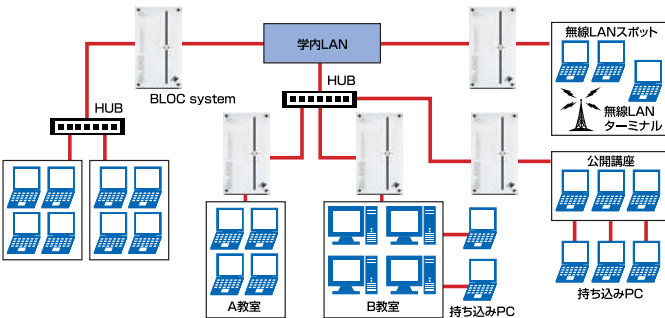 学内LAN
BLOC system
HUB
HUB
無線LANスポット
無線LAN
ターミナル
公開講座
A教室
B教室
持ち込みPC
持ち込みPC